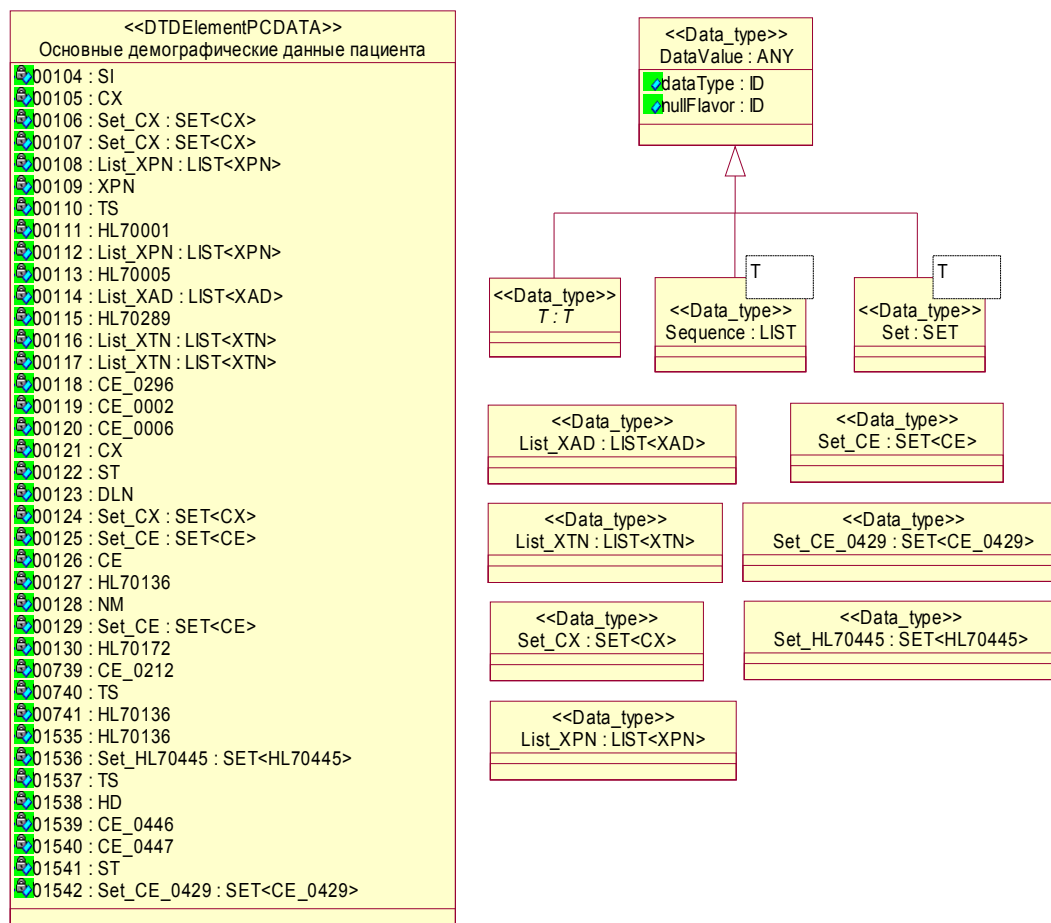 <<DTDElementPCDATA>>
Основные демографические данные пациента
00104 : SI
00105 : CX
00106 : Set_CX : SET<CX>
00107 : Set_CX : SET<CX>
00108 : List_XPN : LIST<XPN>
00109 : XPN
00110 : TS
00111 : HL70001
00112 : List_XPN : LIST<XPN>
00113 : HL70005
00114 : List_XAD : LIST<XAD>
00115 : HL70289
00116 : List_XTN : LIST<XTN>
00117 : List_XTN : LIST<XTN>
00118 : CE_0296
00119 : CE_0002
00120 : CE_0006
00121 : CX
00122 : ST
00123 : DLN
00124 : Set_CX : SET<CX>
00125 : Set_CE : SET<CE>
00126 : CE
00127 : HL70136
00128 : NM
00129 : Set_CE : SET<CE>
00130 : HL70172
00739 : CE_0212
00740 : TS
00741 : HL70136
01535 : HL70136
01536 : Set_HL70445 : SET<HL70445>
01537 : TS
01538 : HD
01539 : CE_0446
01540 : CE_0447
01541 : ST
01542 : Set_CE_0429 : SET<CE_0429>
<<Data_type>>
DataValue : ANY
dataType : ID
nullFlavor : ID
<<Data_type>>
T : T
T
<<Data_type>>
Sequence : LIST
T
<<Data_type>>
Set : SET
<<Data_type>>
List_XAD : LIST<XAD>
<<Data_type>>
Set_CE : SET<CE>
<<Data_type>>
List_XTN : LIST<XTN>
<<Data_type>>
Set_CE_0429 : SET<CE_0429>
<<Data_type>>
Set_CX : SET<CX>
<<Data_type>>
Set_HL70445 : SET<HL70445>
<<Data_type>>
List_XPN : LIST<XPN>